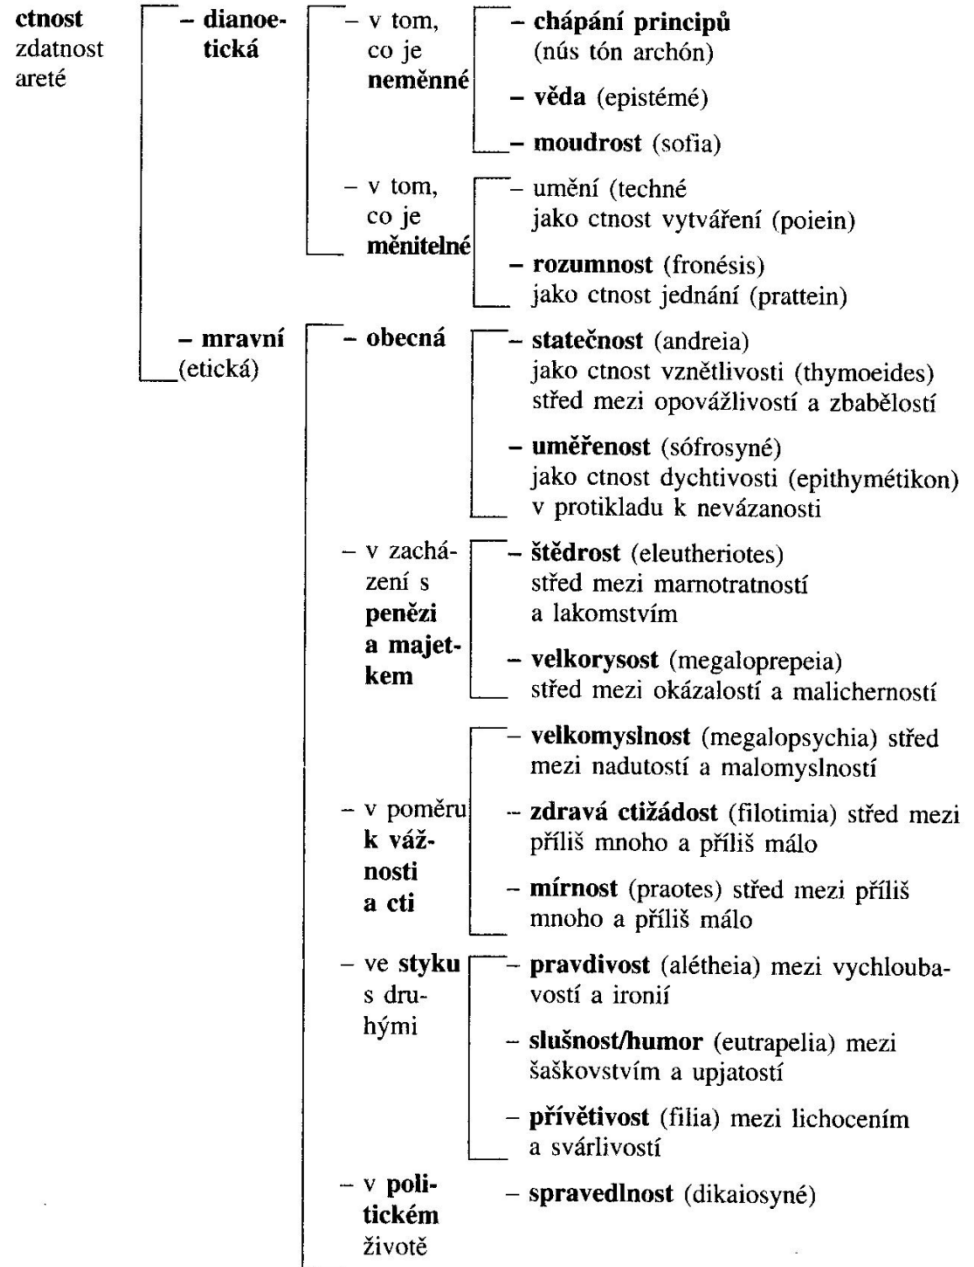 ctnost
zdatnost
areté
– dianoe-
tická
– v tom,
co je
neměnné
– chápání principů
(nús tón archón)
– věda (epistémé)
– moudrost (sofia)
– v tom,
co je
měnitelné
– umění (techné
jako ctnost vytváření (poiein)
– rozumnost (fronésis)
jako ctnost jednání (prattein)
– mravní
(etická)
– obecná
– statečnost (andreia)
jako ctnost vznětlivosti (thymoeides)
střed mezi opovážlivostí a zbabělostí
– uměřenost (sófrosyné)
jako ctnost dychtivosti (epithymétikon)
v protikladu k nevázanosti
– v zachá-
zení s
penězi
a majet-
kem
– štědrost (eleutheriotes)
střed mezi marnotratností
a lakomstvím
– velkorysost (megaloprepeia)
střed mezi okázalostí a malicherností
– v poměru
k váž-
nosti
a cti
– velkomyslnost (megalopsychia) střed
mezi nadutostí a malomyslností
– zdravá ctižádost (filotimia) střed mezi
příliš mnoho a příliš málo
– mírnost (praotes) střed mezi příliš
mnoho a příliš málo
– ve styku
s dru-
hými
– pravdivost (alétheia) mezi vychlouba-
vostí a ironií
– slušnost/humor (eutrapelia) mezi
šaškovstvím a upjatostí
– přívětivost (filia) mezi lichocením
a svárlivostí
– v poli-
tickém
životě
– spravedlnost (dikaiosyné)